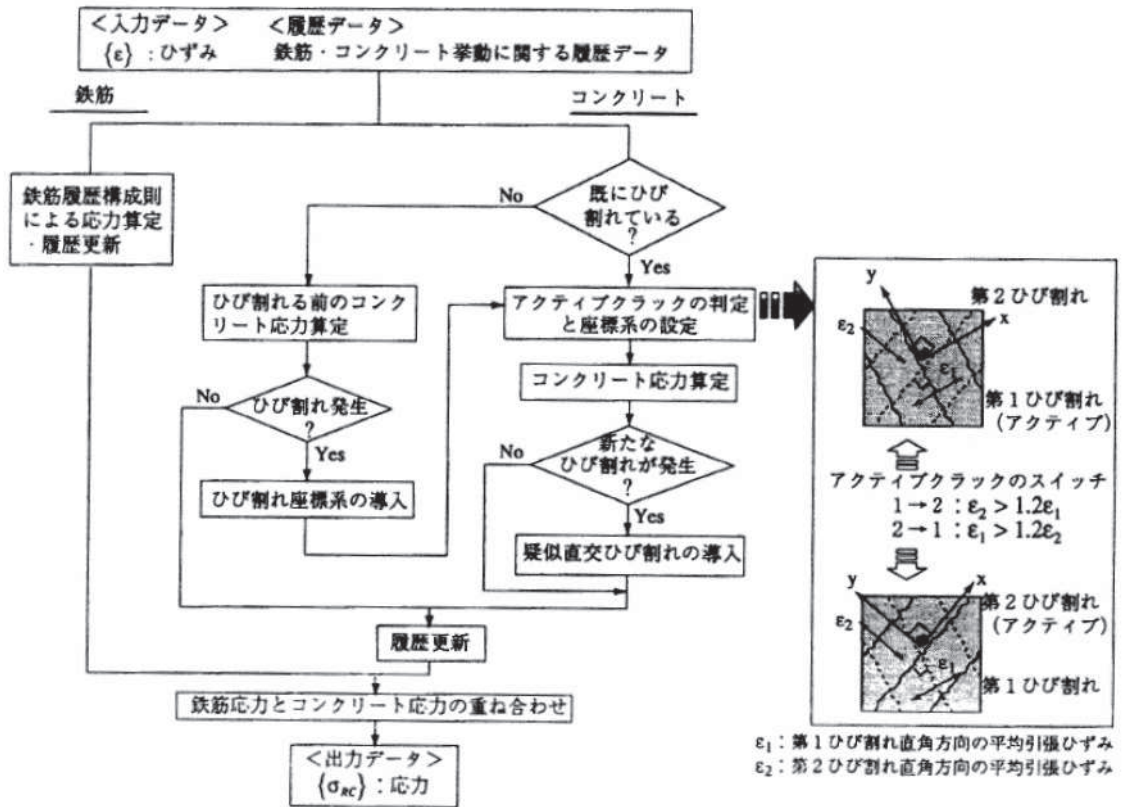 <入力データ> <履歴データ>
{ε} :ひずみ 鉄筋・コンクリート挙動に関する履歴データ
鉄筋
コンクリート
鉄筋履歴構成則
による応力算定
・履歴更新
No
既にひび
割れている
?
Yes
ひび割れる前のコンク
リート応力算定
アクティブクラックの判定
と座標系の設定
コンクリート応力算定
No
ひび割れ発生
?
Yes
No
新たな
ひび割れが発生
?
Yes
ひび割れ座標系の導入
疑似直交ひび割れの導入
履歴更新
鉄筋応力とコンクリート応力の重ね合わせ
<出力データ>
{σRC}:応力
y
第2ひび割れ
x
ε2
ε1
第1ひび割れ
(アクティブ)
アクティブクラックのスイッチ
1→2:ε2 > 1.2ε1
2→1:ε1 > 1.2ε2
y
x
第2ひび割れ
(アクティブ)
ε2
ε1
第1ひび割れ
ε1:第1ひび割れ直角方向の平均引張ひずみ
ε2:第2ひび割れ直角方向の平均引張ひずみ